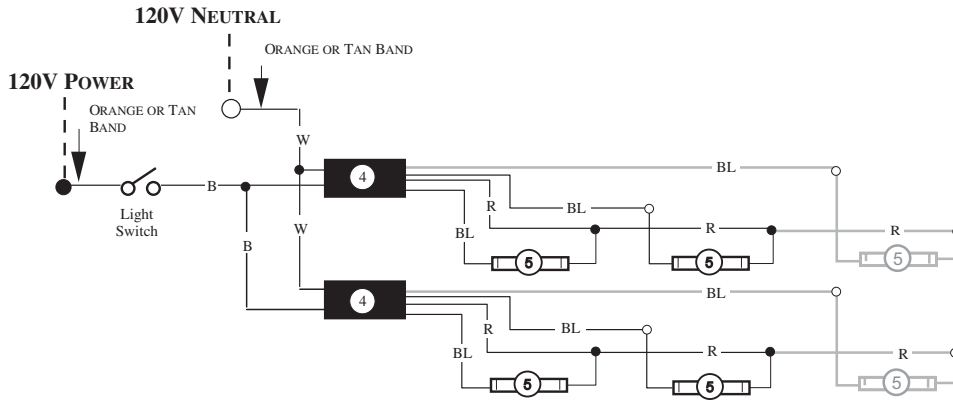 120V NEUTRAL
ORANGE OR TAN BAND
120V POWER
ORANGE OR TAN
BAND
W
4
BL
B
Light
Switch
R
BL
R
R
BL
5
5
5
B
W
4
BL
R
BL
R
R
BL
5
5
5